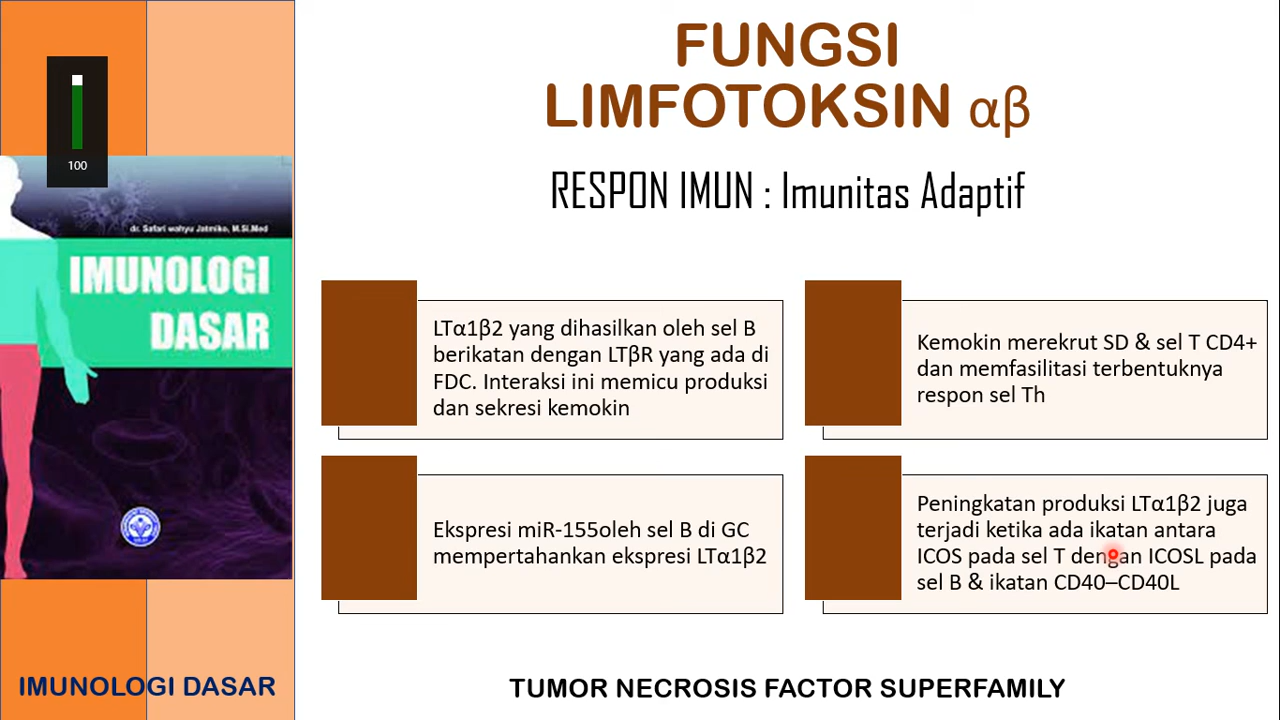 FUNGSI
LIMFOTOKSIN αβ
RESPON IMUN : Imunitas Adaptif
100
dr. Safari wahyu Jatmiko, M.Si.Med
IMUNOLOGI
DASAR
LTα1β2 yang dihasilkan oleh sel B
berikatan dengan LTβR yang ada di
FDC. Interaksi ini memicu produksi
dan sekresi kemokin
Kemokin merekrut SD & sel T CD4+
dan memfasilitasi terbentuknya
respon sel Th
Ekspresi miR-155oleh sel B di GC
mempertahankan ekspresi LTα1β2
Peningkatan produksi LTα1β2 juga
terjadi ketika ada ikatan antara
ICOS pada sel T dengan ICOSL pada
sel B & ikatan CD40–CD40L
IMUNOLOGI DASAR
TUMOR NECROSIS FACTOR SUPERFAMILY